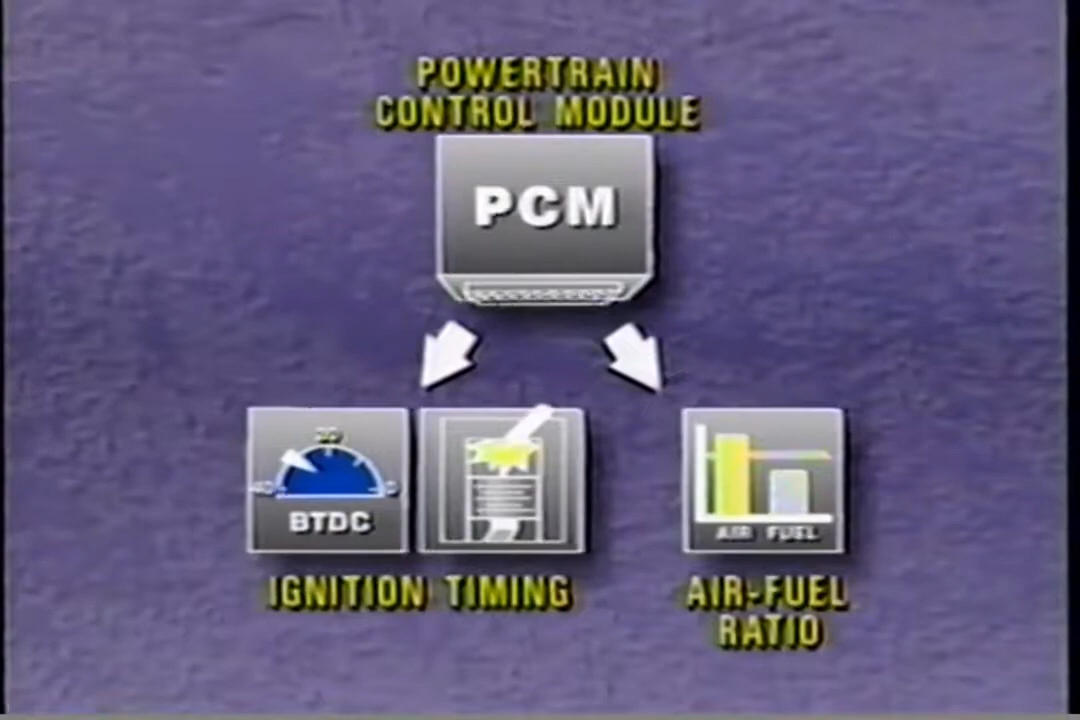 POWERTRAIN
CONTROL MODULE
PCM
BTDC
AIR FUEL
IGNITION TIMING
AIR-FUEL
RATIO